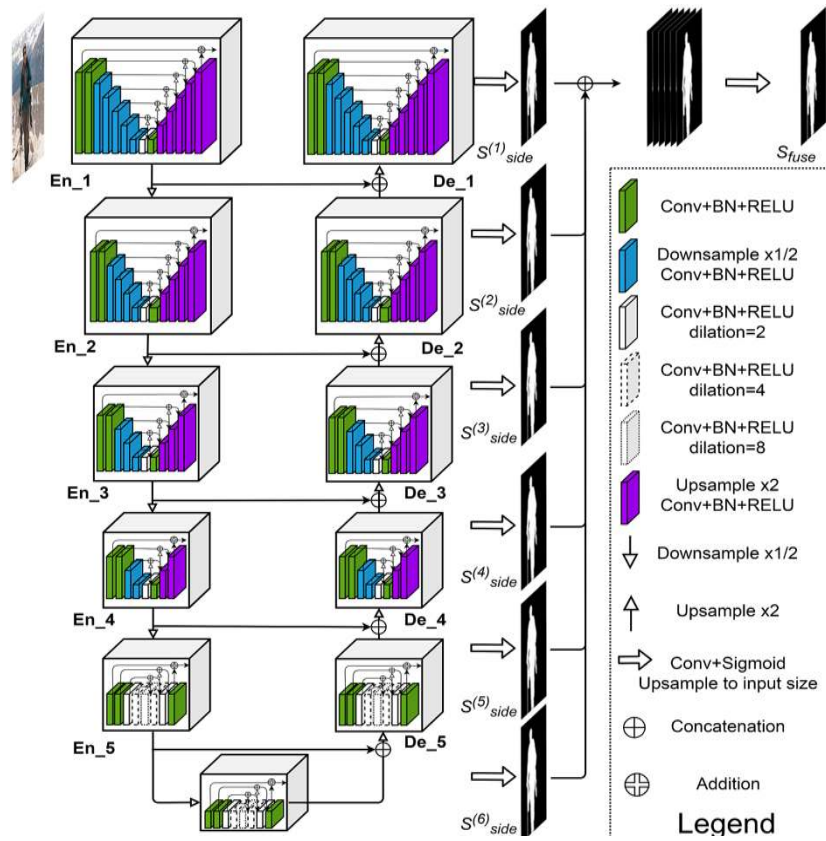 S(1)side
Sfuse
En_1
De_1
S(2)side
En_2
De_2
S(3)side
En_3
De_3
S(4)side
En_4
De_4
S(5)side
En_5
De_5
S(6)side
Conv+BN+RELU
Downsample x1/2
Conv+BN+RELU
Conv+BN+RELU
dilation=2
Conv+BN+RELU
dilation=4
Conv+BN+RELU
dilation=8
Upsample x2
Conv+BN+RELU
Downsample x1/2
Upsample x2
Conv+Sigmoid
Upsample to input size
Concatenation
Addition
Legend